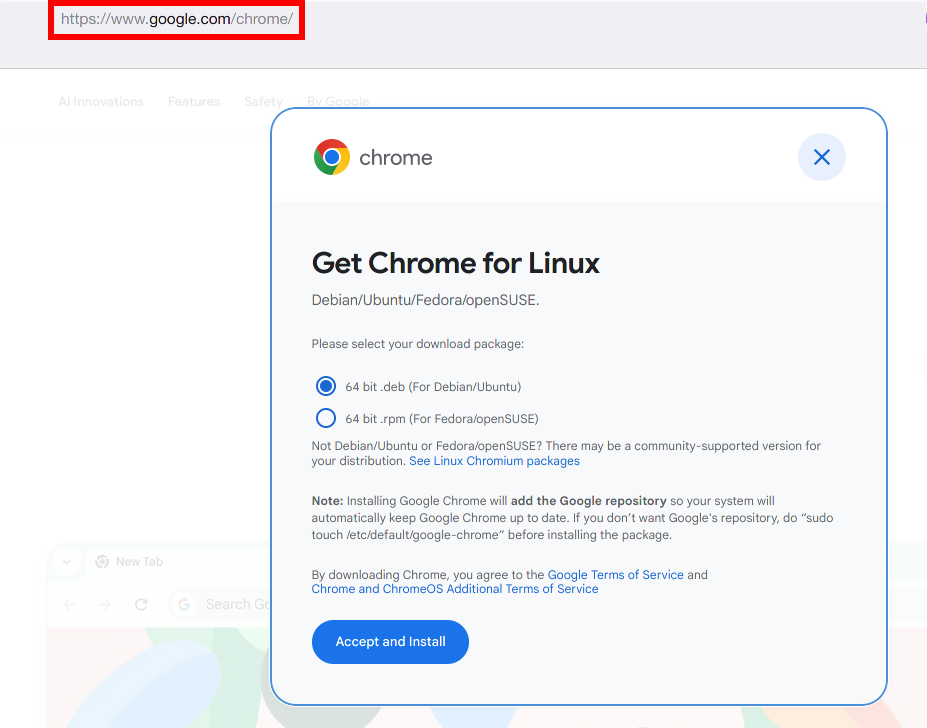 https://www.google.com/chrome/
AI Innovations Features Safety By Google
chrome
Get Chrome for Linux
Debian/Ubuntu/Fedora/openSUSE.
Please select your download package:
64 bit .deb (For Debian/Ubuntu)
64 bit .rpm (For Fedora/openSUSE)
Not Debian/Ubuntu or Fedora/openSUSE? There may be a community-supported version for
your distribution. See Linux Chromium packages
Note: Installing Google Chrome will add the Google repository so your system will
automatically keep Google Chrome up to date. If you don’t want Google's repository, do “sudo
touch /etc/default/google-chrome” before installing the package.
By downloading Chrome, you agree to the Google Terms of Service and
Chrome and ChromeOS Additional Terms of Service
Accept and Install
New Tab
Search Go